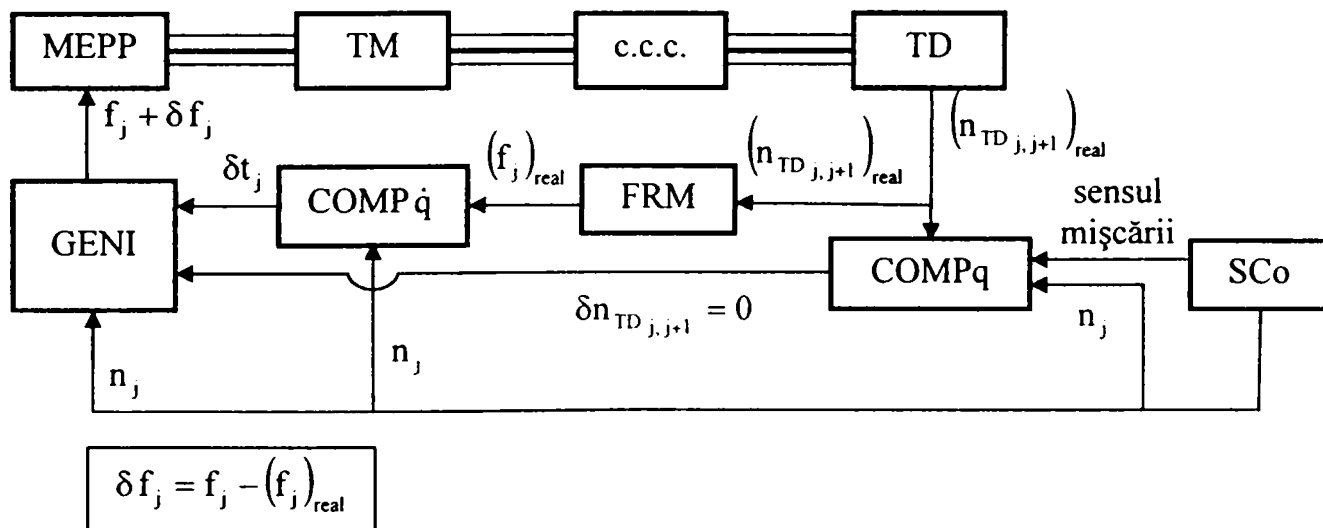 MEPP TM c.c.c. TD
f_j + δf_j
(n_TD j,j+1)_real
(n_TD j,j+1)_real
(f_j)_real
δt_j
GENI COMP q̇ FRM
sensul
mişcării
COMPq SCo
δn_TD j,j+1 = 0
n_j
n_j
n_j
δf_j = f_j − (f_j)_real